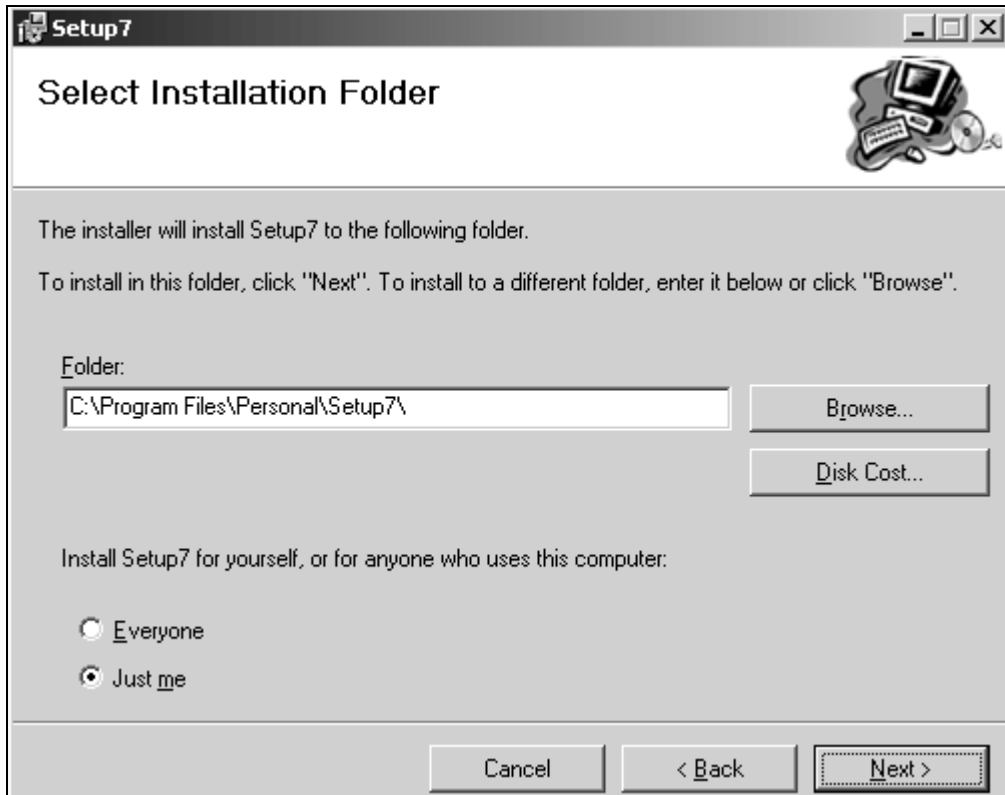 Setup7
Select Installation Folder
The installer will install Setup7 to the following folder.
To install in this folder, click "Next". To install to a different folder, enter it below or click "Browse".
Folder:
C:\Program Files\Personal\Setup7\
Browse...
Disk Cost...
Install Setup7 for yourself, or for anyone who uses this computer:
Everyone
Just me
Cancel < Back Next >